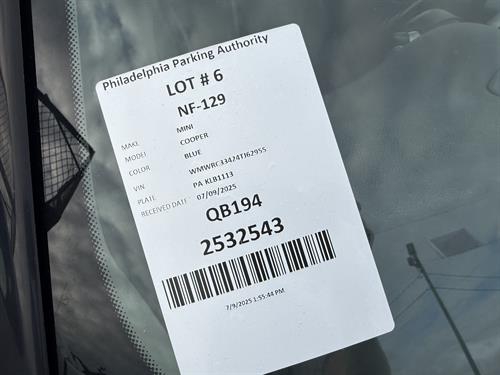 Philadelphia Parking Authority
LOT # 6
NF-129
MAKE MINI
MODEL COOPER
COLOR BLUE
VIN WMWRC33424TJ62955
PLATE PA KLB1113
RECEIVED DATE 07/09/2025
QB194
2532543
7/9/2025 1:55:44 PM